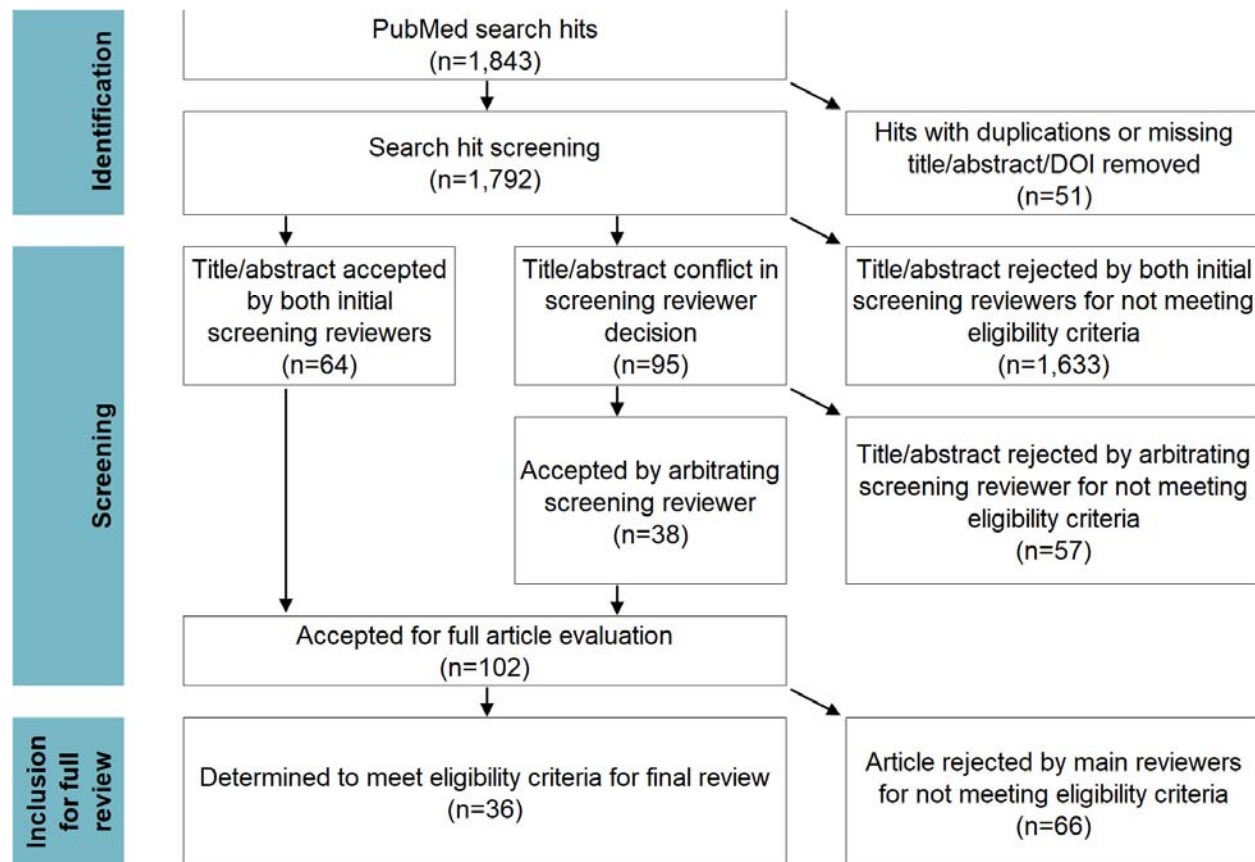 Identification
PubMed search hits
(n=1,843)
Search hit screening
(n=1,792)
Hits with duplications or missing
title/abstract/DOI removed
(n=51)
Screening
Title/abstract accepted
by both initial
screening reviewers
(n=64)
Title/abstract conflict in
screening reviewer
decision
(n=95)
Title/abstract rejected by both initial
screening reviewers for not meeting
eligibility criteria
(n=1,633)
Accepted by arbitrating
screening reviewer
(n=38)
Title/abstract rejected by arbitrating
screening reviewer for not meeting
eligibility criteria
(n=57)
Accepted for full article evaluation
(n=102)
Inclusion
for full
review
Determined to meet eligibility criteria for final review
(n=36)
Article rejected by main reviewers
for not meeting eligibility criteria
(n=66)